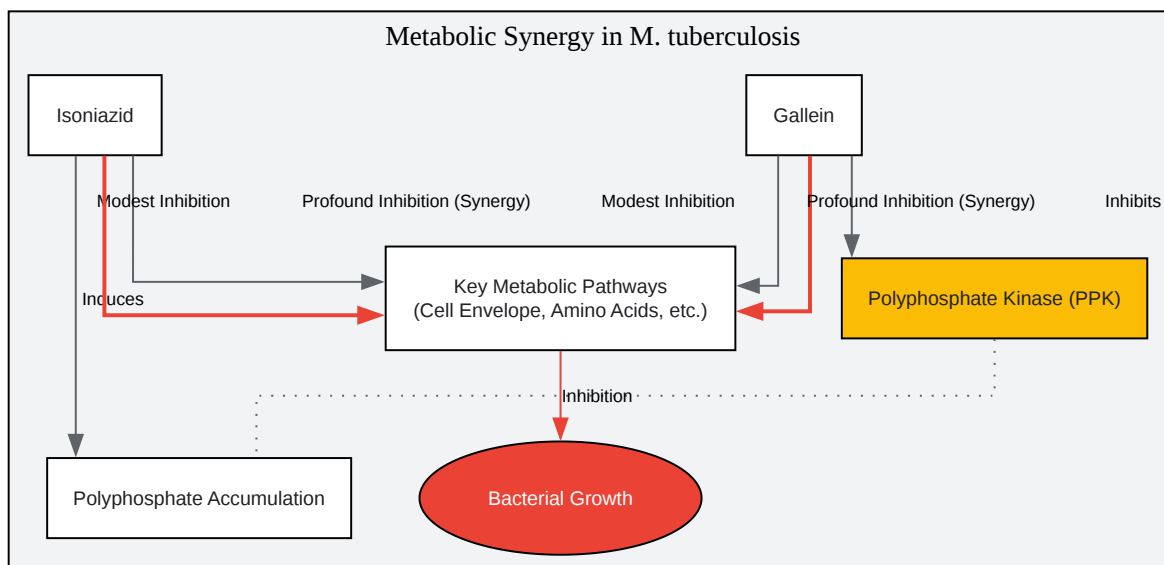 Metabolic Synergy in M. tuberculosis
Isoniazid
Gallein
Modest Inhibition
Profound Inhibition (Synergy)
Modest Inhibition
Profound Inhibition (Synergy)
Inhibits
Key Metabolic Pathways
(Cell Envelope, Amino Acids, etc.)
Polyphosphate Kinase (PPK)
Induces
Inhibition
Polyphosphate Accumulation
Bacterial Growth